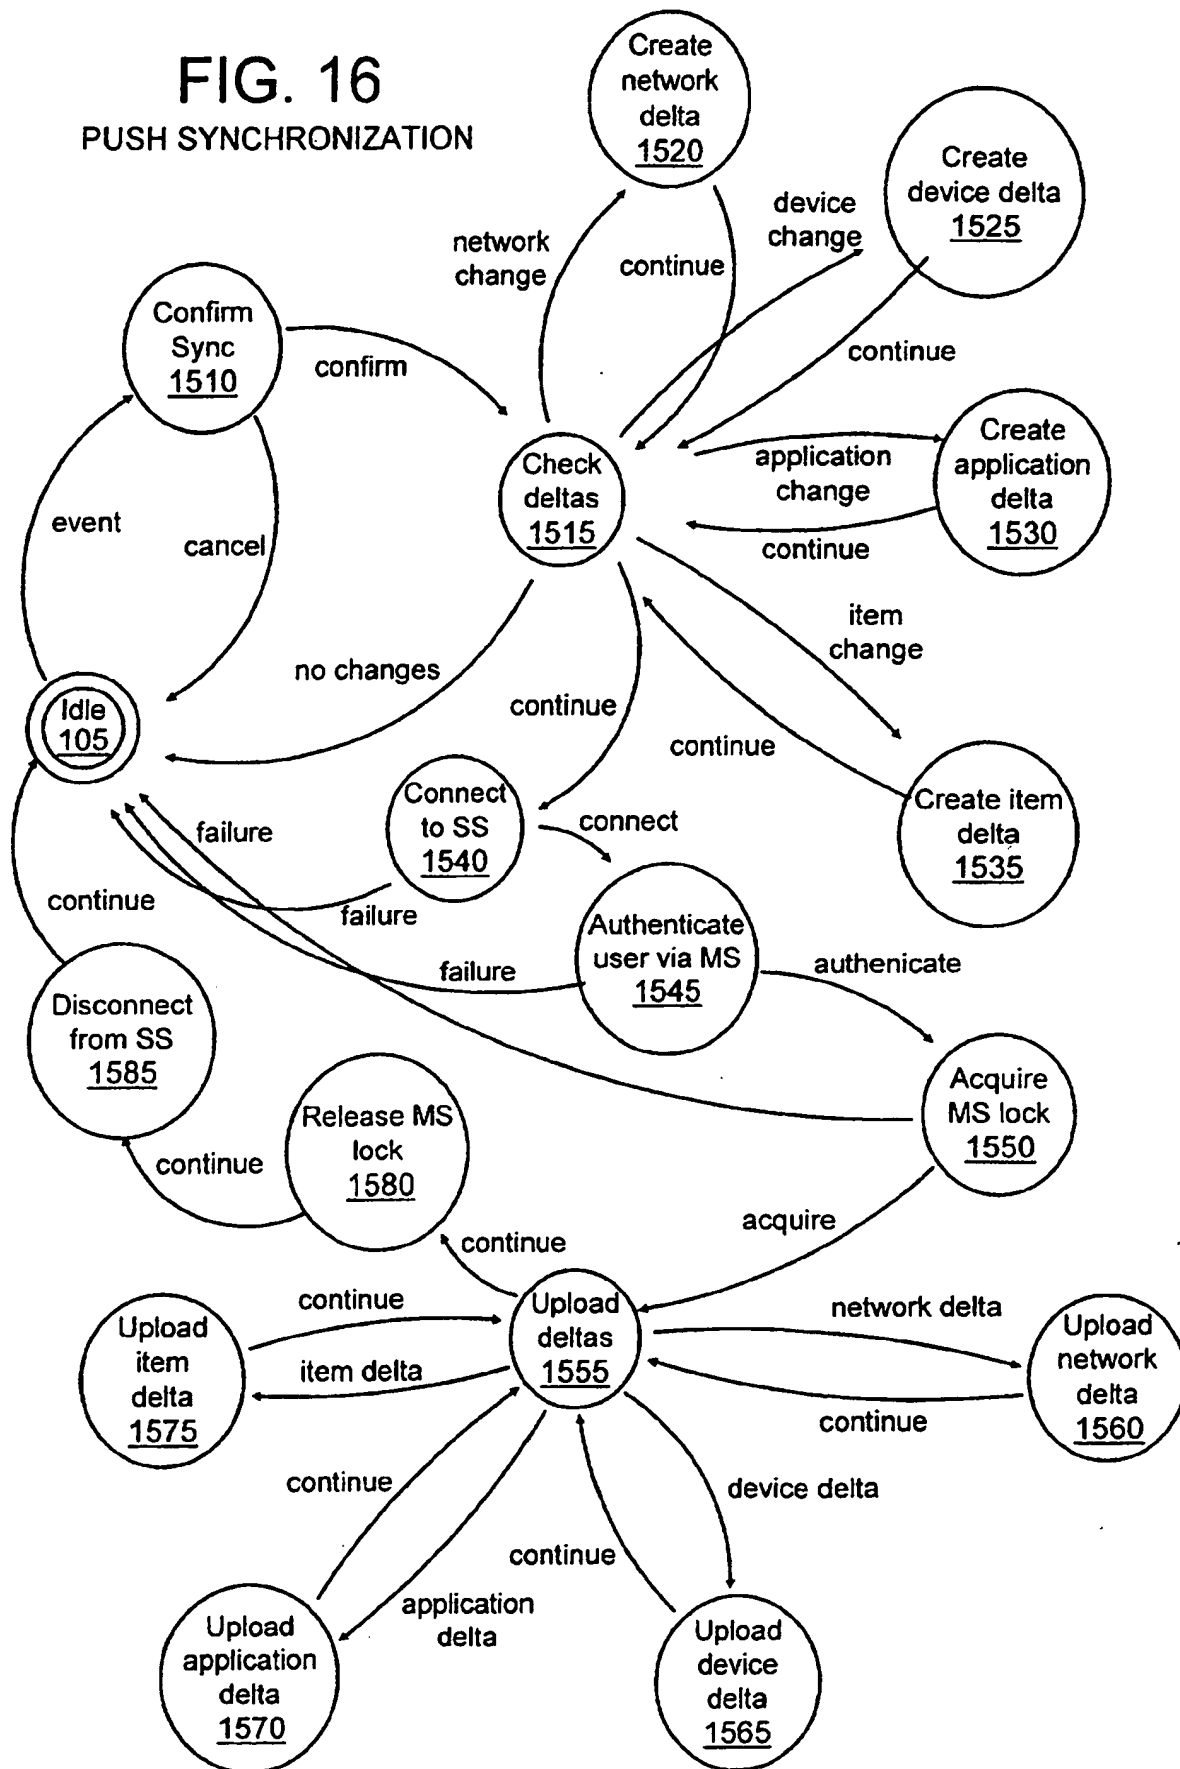 FIG. 16
PUSH SYNCHRONIZATION
Create
network
delta
1520
Create
device delta
1525
device
change
network
change
continue
Confirm
Sync
1510
confirm
continue
Check
deltas
1515
application
change
Create
application
delta
1530
continue
event
cancel
item
change
no changes
continue
continue
Idle
105
Connect
to SS
1540
connect
Create item
delta
1535
failure
failure
continue
Authenticate
user via MS
1545
failure
authenicate
Disconnect
from SS
1585
Acquire
MS lock
1550
Release MS
lock
1580
continue
acquire
continue
Upload
deltas
1555
continue
network delta
Upload
item
delta
1575
item delta
Upload
network
delta
1560
continue
continue
device delta
continue
application
delta
Upload
application
delta
1570
Upload
device
delta
1565